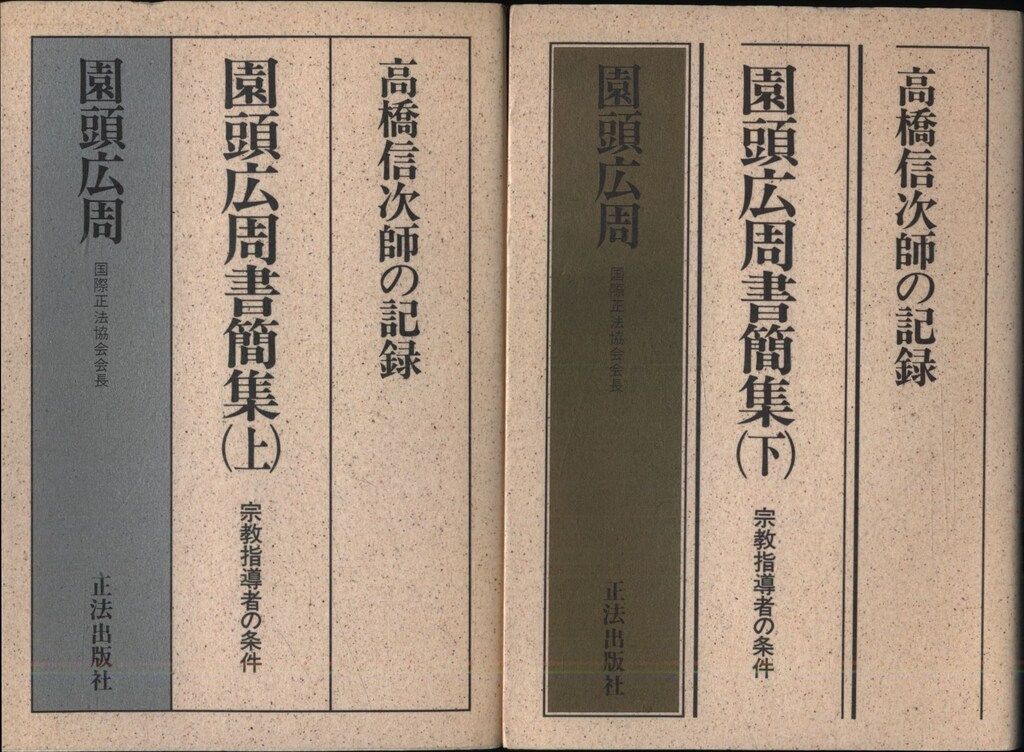 高橋信次師の記録
園頭広周書簡集(上)
宗教指導者の条件
園頭広周
国際正法協会会長
正法出版社
高橋信次師の記録
園頭広周書簡集(下)
宗教指導者の条件
園頭広周
国際正法協会会長
正法出版社